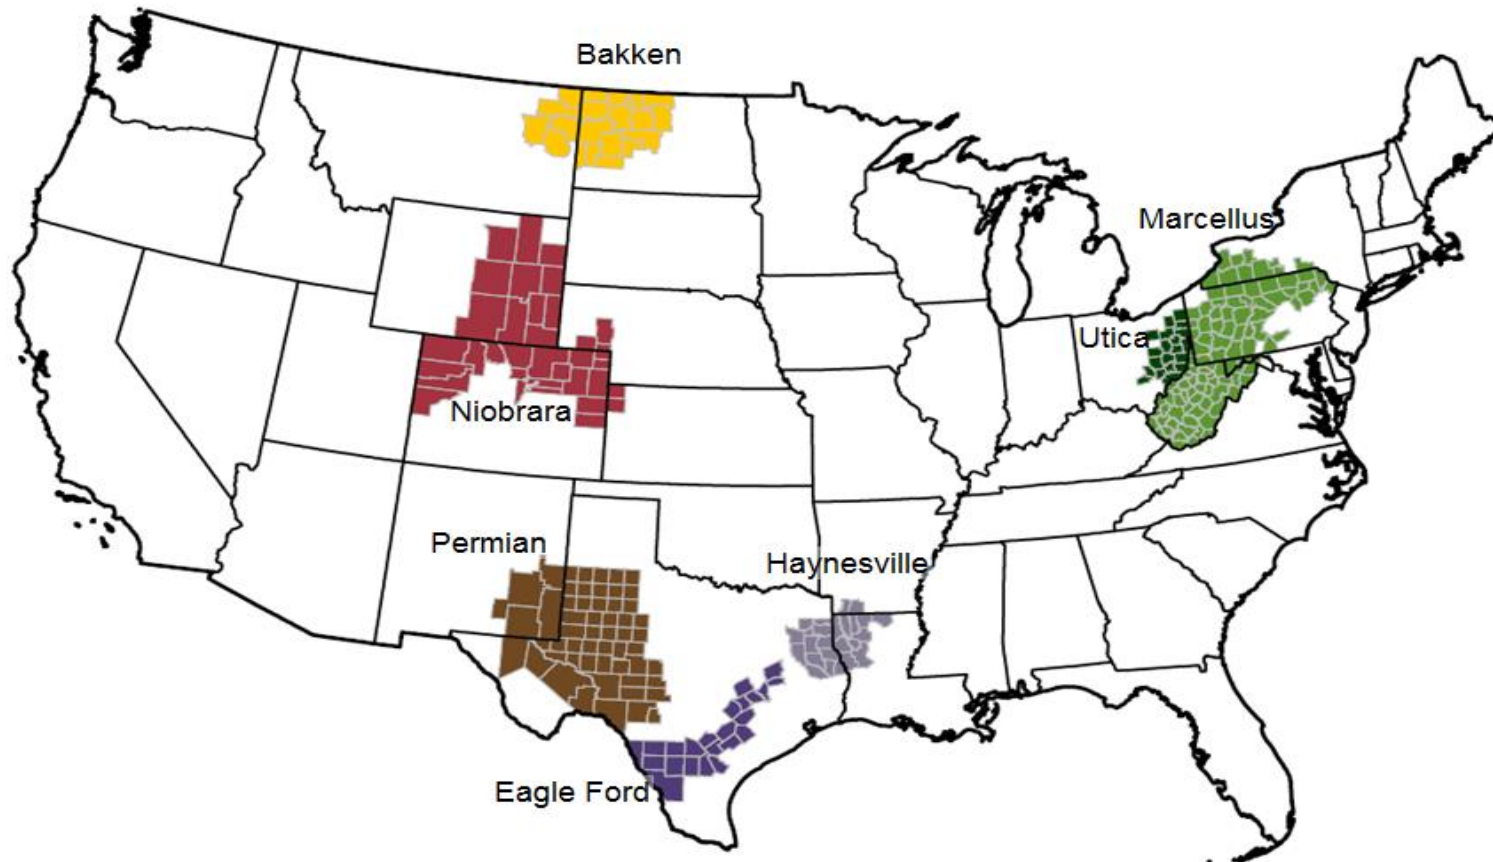 Bakken
Marcellus
Utica
Niobrara
Permian
Haynesville
Eagle Ford